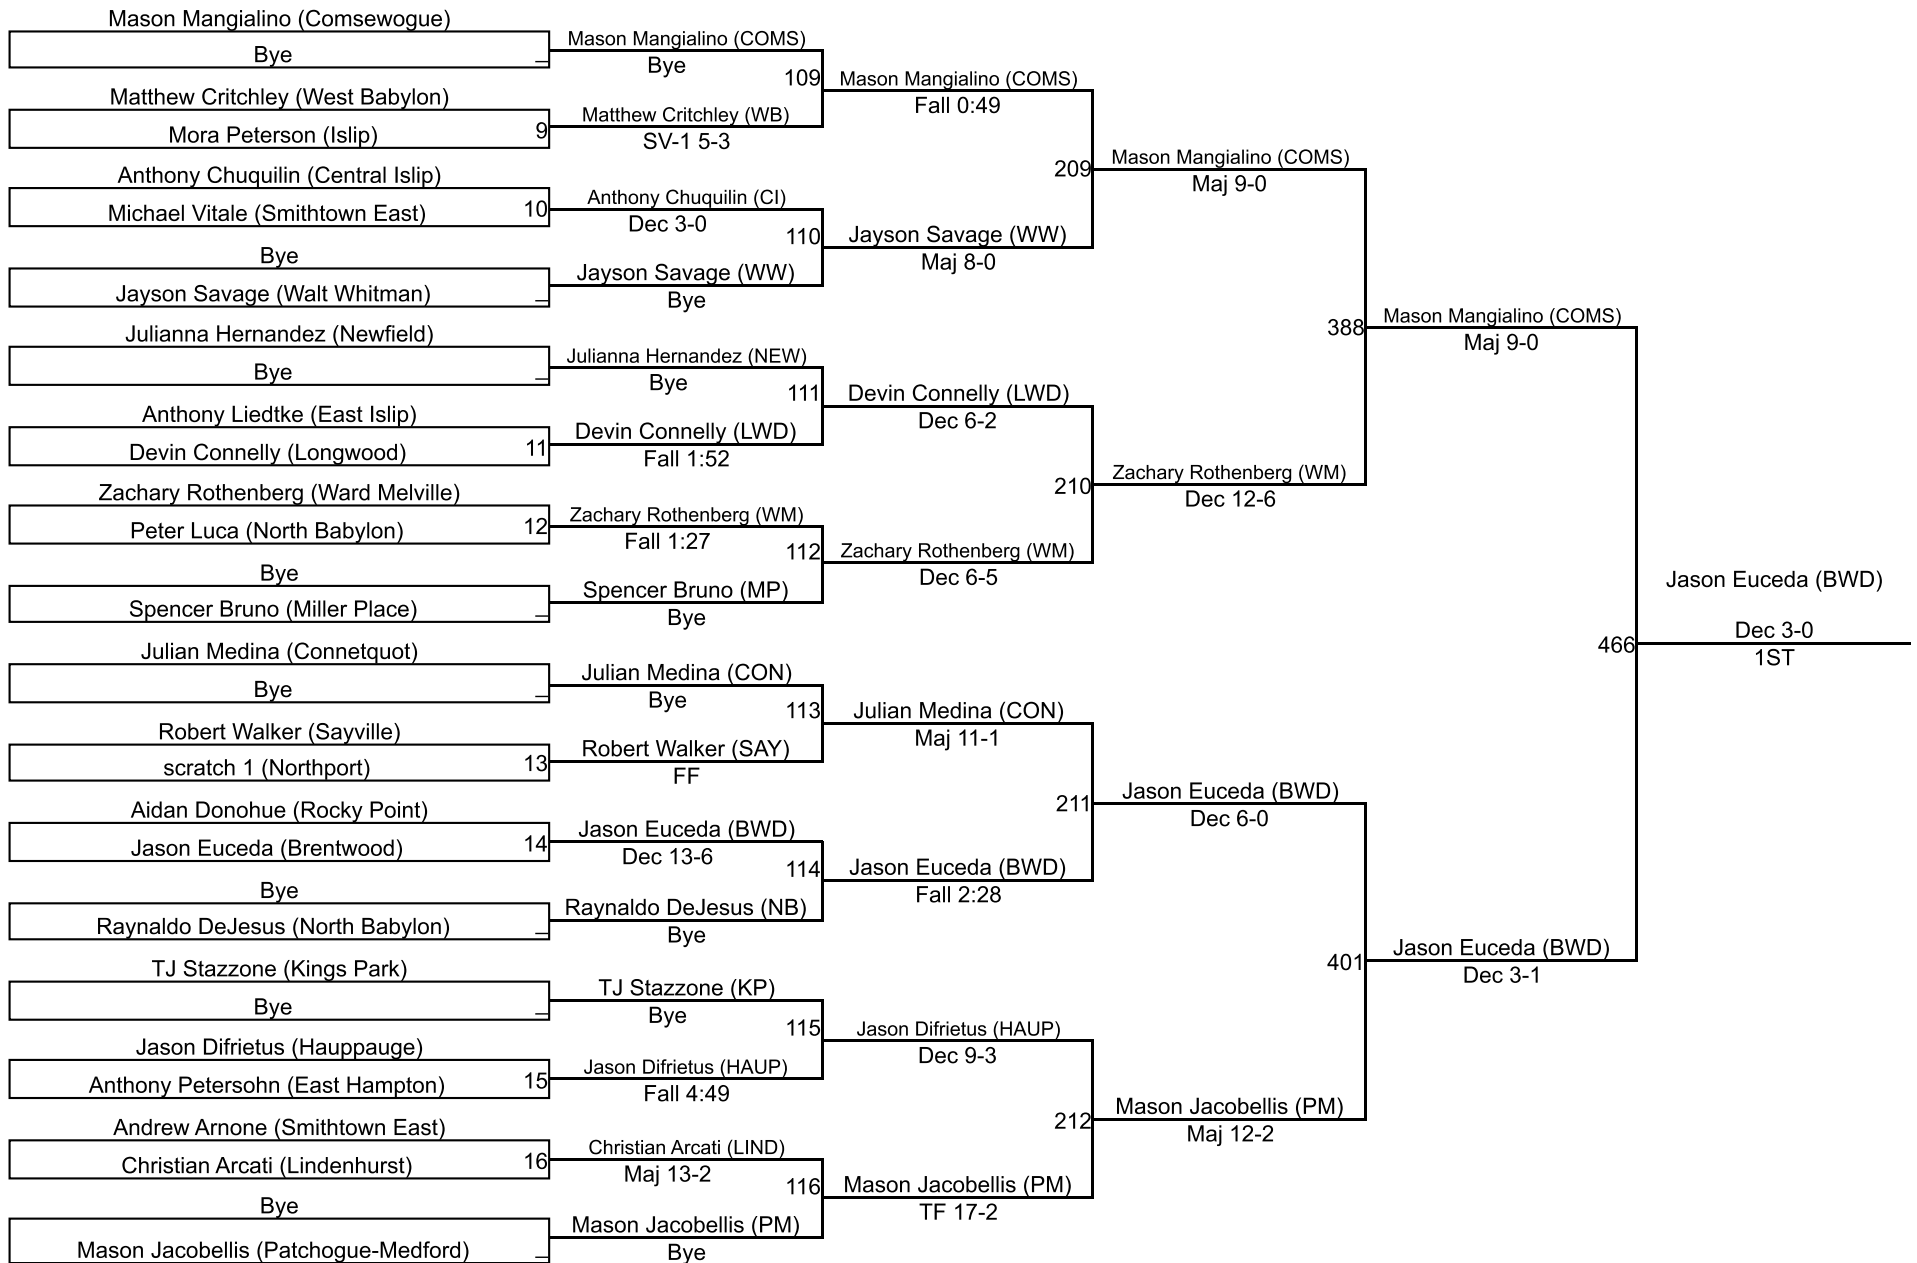 Mason Mangialino (Comsewogue)
Bye
_
Matthew Critchley (West Babylon)
Mora Peterson (Islip)
9
Anthony Chuquilin (Central Islip)
Michael Vitale (Smithtown East)
10
Bye
Jayson Savage (Walt Whitman)
_
Julianna Hernandez (Newfield)
Bye
_
Anthony Liedtke (East Islip)
Devin Connelly (Longwood)
11
Zachary Rothenberg (Ward Melville)
Peter Luca (North Babylon)
12
Bye
Spencer Bruno (Miller Place)
_
Julian Medina (Connetquot)
Bye
_
Robert Walker (Sayville)
scratch 1 (Northport)
13
Aidan Donohue (Rocky Point)
Jason Euceda (Brentwood)
14
Bye
Raynaldo DeJesus (North Babylon)
_
TJ Stazzone (Kings Park)
Bye
_
Jason Difrietus (Hauppauge)
Anthony Petersohn (East Hampton)
15
Andrew Arnone (Smithtown East)
Christian Arcati (Lindenhurst)
16
Bye
Mason Jacobellis (Patchogue-Medford)
_
Mason Mangialino (COMS)
Bye
109
Matthew Critchley (WB)
SV-1 5-3
Anthony Chuquilin (CI)
Dec 3-0
110
Jayson Savage (WW)
Bye
Julianna Hernandez (NEW)
Bye
111
Devin Connelly (LWD)
Fall 1:52
Zachary Rothenberg (WM)
Fall 1:27
112
Spencer Bruno (MP)
Bye
Julian Medina (CON)
Bye
113
Robert Walker (SAY)
FF
Jason Euceda (BWD)
Dec 13-6
114
Raynaldo DeJesus (NB)
Bye
TJ Stazzone (KP)
Bye
115
Jason Difrietus (HAUP)
Fall 4:49
Christian Arcati (LIND)
Maj 13-2
116
Mason Jacobellis (PM)
Bye
Mason Mangialino (COMS)
Fall 0:49
209
Jayson Savage (WW)
Maj 8-0
Devin Connelly (LWD)
Dec 6-2
210
Zachary Rothenberg (WM)
Dec 6-5
Julian Medina (CON)
Maj 11-1
211
Jason Euceda (BWD)
Fall 2:28
Jason Difrietus (HAUP)
Dec 9-3
212
Mason Jacobellis (PM)
TF 17-2
Mason Mangialino (COMS)
Maj 9-0
388
Zachary Rothenberg (WM)
Dec 12-6
Jason Euceda (BWD)
Dec 6-0
401
Mason Jacobellis (PM)
Maj 12-2
Mason Mangialino (COMS)
Maj 9-0
466
Jason Euceda (BWD)
Dec 3-1
Jason Euceda (BWD)
Dec 3-0
1ST